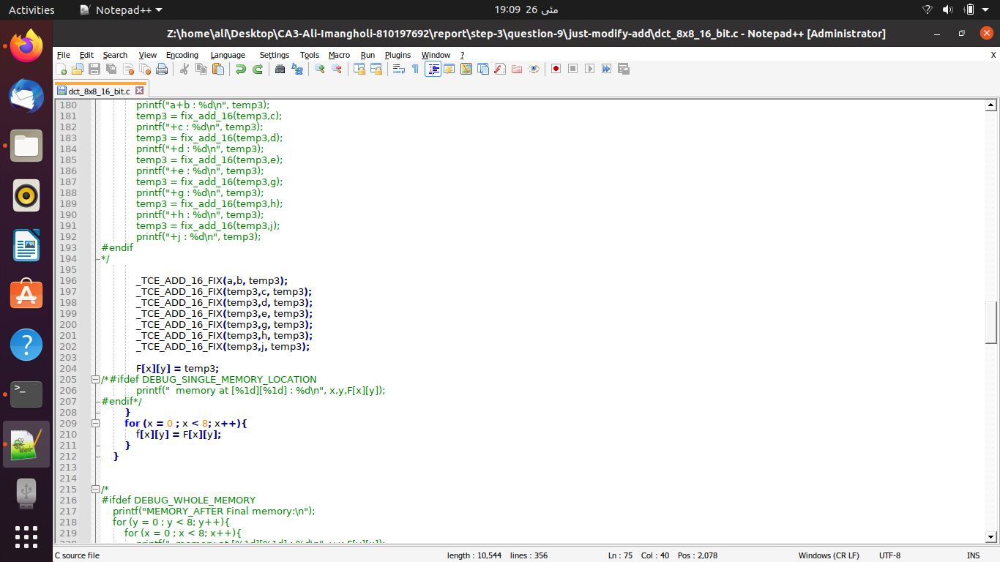 Activities Notepad++ 19:09 26 مئی
Z:\home\ali\Desktop\CA3-Ali-Imangholi-810197692\report\step-3\question-9\just-modify-add\dct_8x8_16_bit.c - Notepad++ [Administrator]
File Edit Search View Encoding Language Settings Tools Macro Run Plugins Window ? X
dct_8x8_16_bit.c
180 printf("a+b : %d\n", temp3);
181 temp3 = fix_add_16(temp3,c);
182 printf("+c : %d\n", temp3);
183 temp3 = fix_add_16(temp3,d);
184 printf("+d : %d\n", temp3);
185 temp3 = fix_add_16(temp3,e);
186 printf("+e : %d\n", temp3);
187 temp3 = fix_add_16(temp3,g);
188 printf("+g : %d\n", temp3);
189 temp3 = fix_add_16(temp3,h);
190 printf("+h : %d\n", temp3);
191 temp3 = fix_add_16(temp3,j);
192 printf("+j : %d\n", temp3);
193 #endif
194 */
195
196 _TCE_ADD_16_FIX(a,b, temp3);
197 _TCE_ADD_16_FIX(temp3,c, temp3);
198 _TCE_ADD_16_FIX(temp3,d, temp3);
199 _TCE_ADD_16_FIX(temp3,e, temp3);
200 _TCE_ADD_16_FIX(temp3,g, temp3);
201 _TCE_ADD_16_FIX(temp3,h, temp3);
202 _TCE_ADD_16_FIX(temp3,j, temp3);
203
204 F[x][y] = temp3;
205 /*#ifdef DEBUG_SINGLE_MEMORY_LOCATION
206 printf("  memory at [%1d][%1d] : %d\n", x,y,F[x][y]);
207 #endif*/
208 }
209 for (x = 0 ; x < 8; x++){
210 f[x][y] = F[x][y];
211 }
212 }
213
214
215 /*
216 #ifdef DEBUG_WHOLE_MEMORY
217 printf("MEMORY_AFTER Final memory:\n");
218 for (y = 0 ; y < 8; y++){
219 for (x = 0 ; x < 8; x++){
C source file length : 10,544 lines : 356 Ln : 75 Col : 40 Pos : 2,078 Windows (CR LF) UTF-8 INS